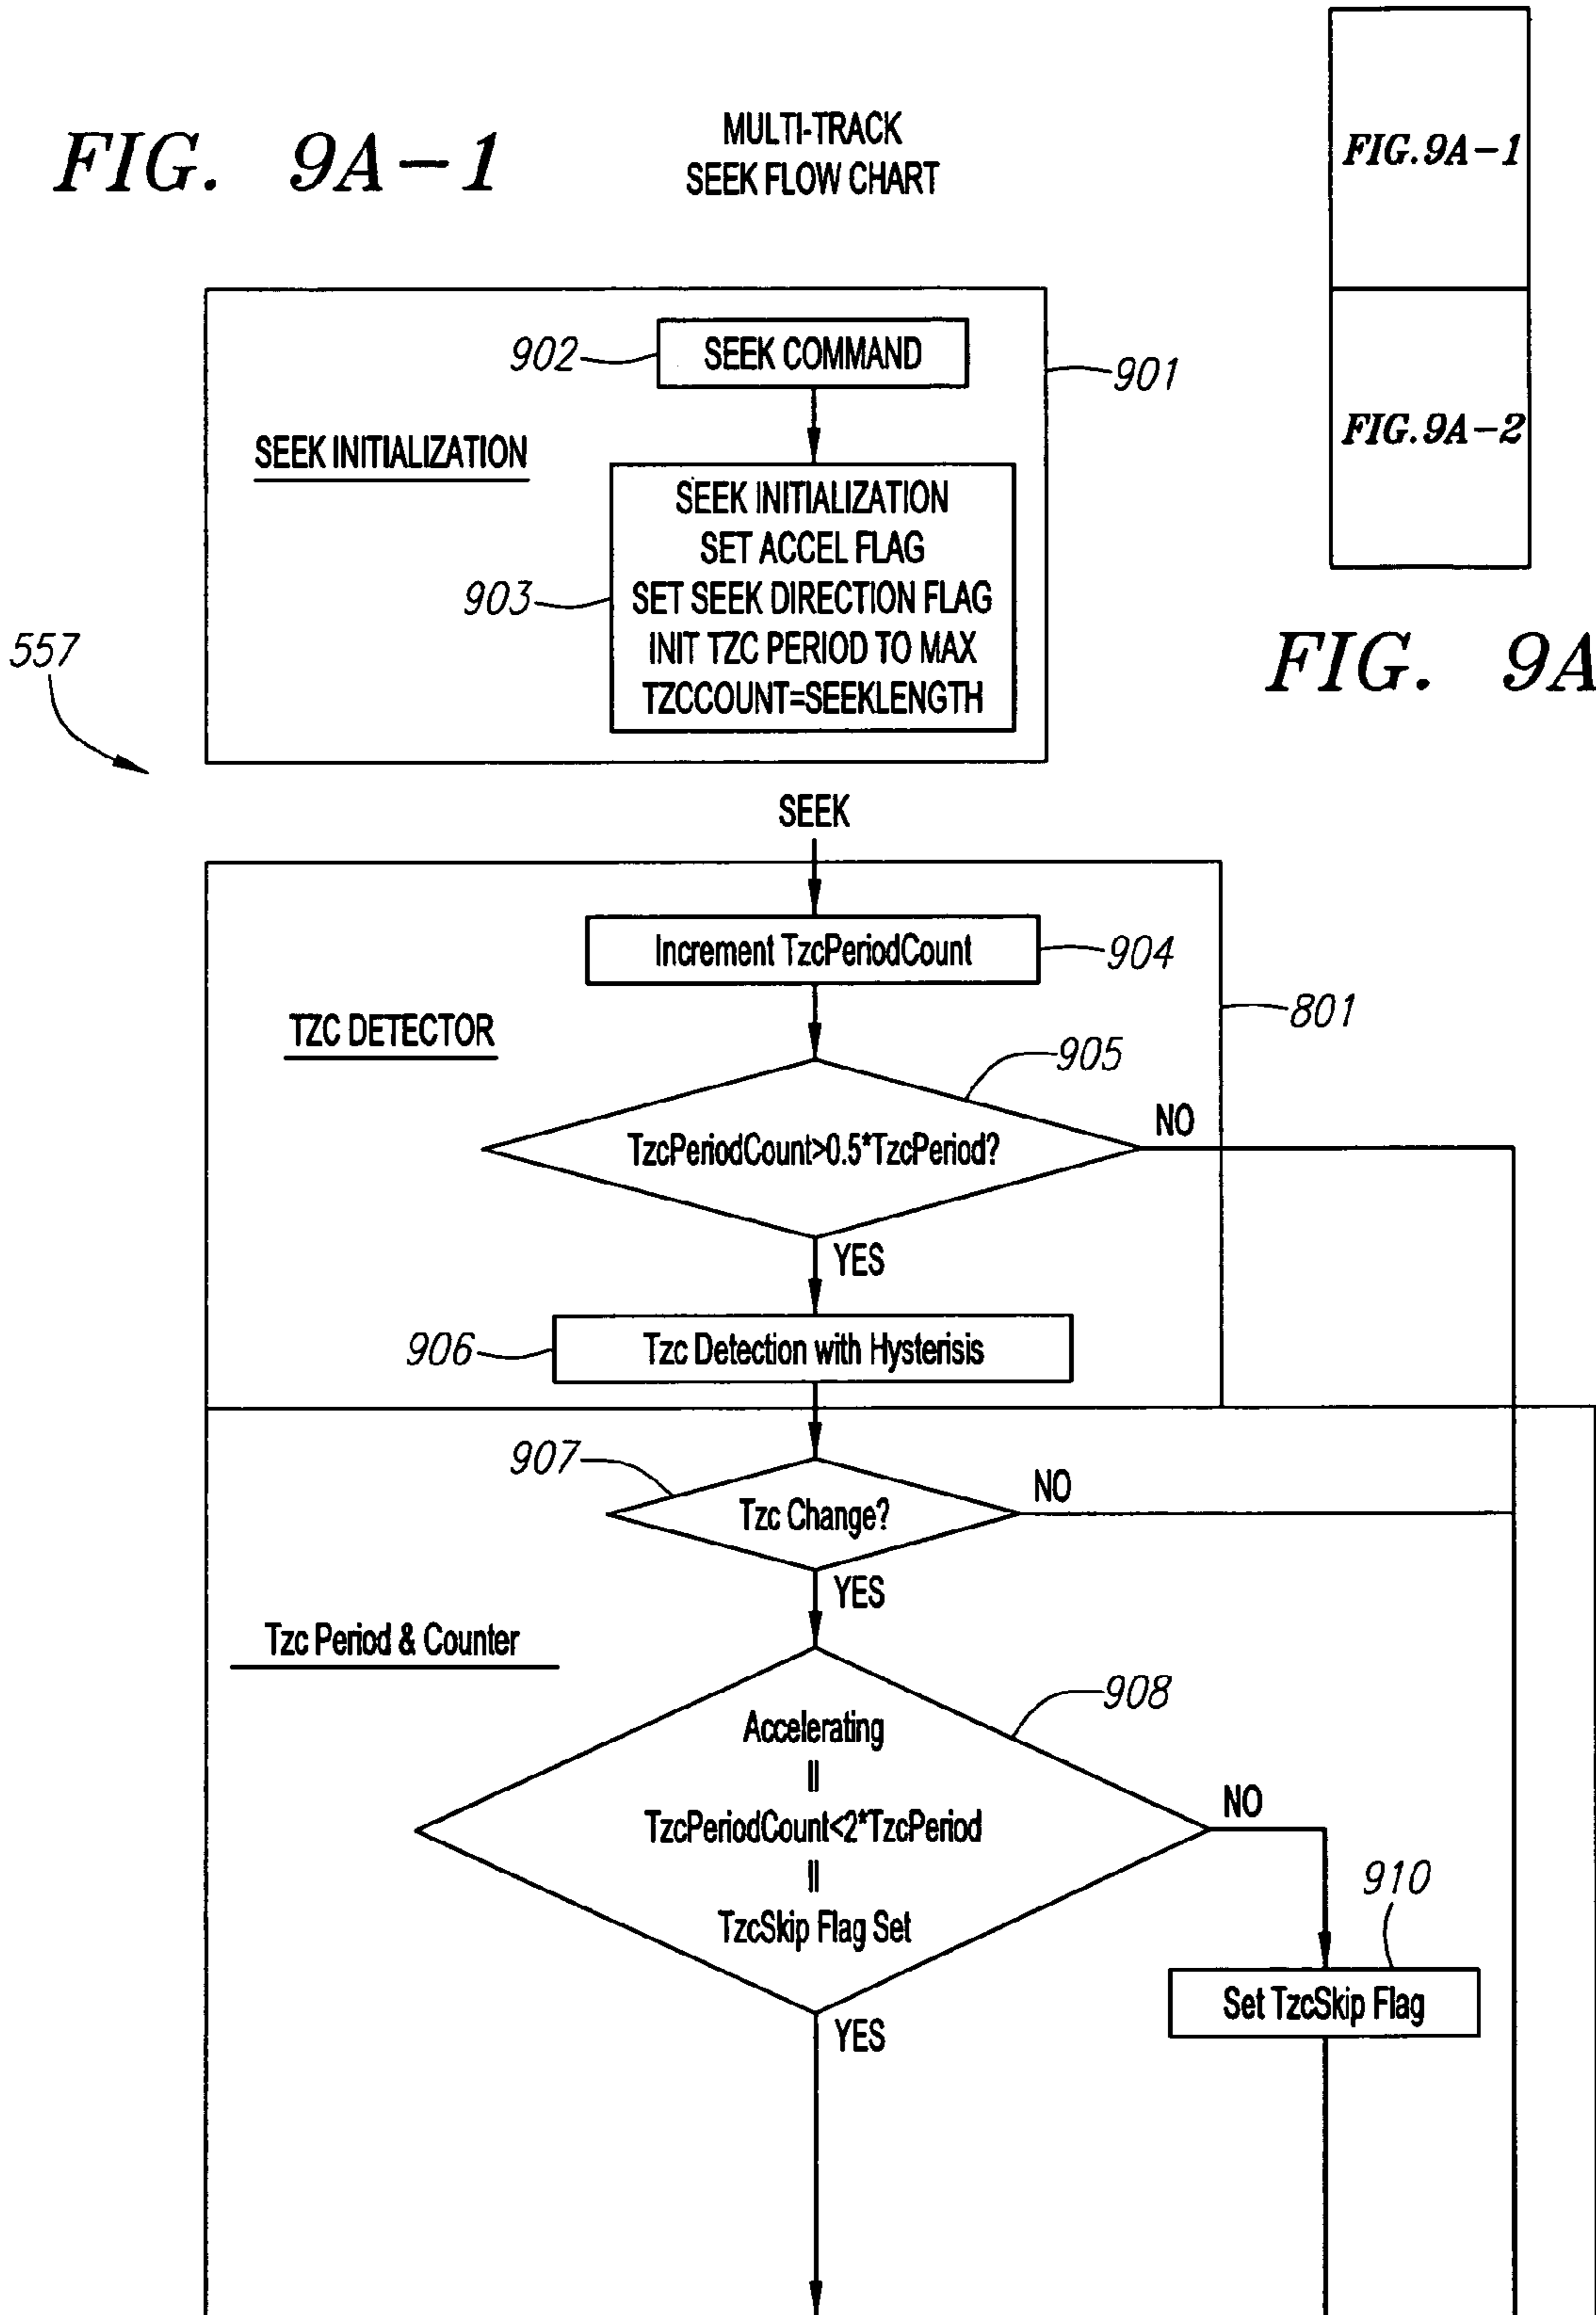 FIG. 9A-1
MULTI-TRACK
SEEK FLOW CHART
FIG.9A-1
FIG.9A-2
FIG. 9A
902
SEEK COMMAND
901
SEEK INITIALIZATION
903
SEEK INITIALIZATION
SET ACCEL FLAG
SET SEEK DIRECTION FLAG
INIT TZC PERIOD TO MAX
TZCCOUNT=SEEKLENGTH
557
SEEK
Increment TzcPeriodCount
904
TZC DETECTOR
801
905
TzcPeriodCount>0.5*TzcPeriod?
NO
YES
906
Tzc Detection with Hysterisis
907
Tzc Change?
NO
YES
Tzc Period & Counter
908
Accelerating
||
TzcPeriodCount<2*TzcPeriod
||
TzcSkip Flag Set
NO
910
Set TzcSkip Flag
YES